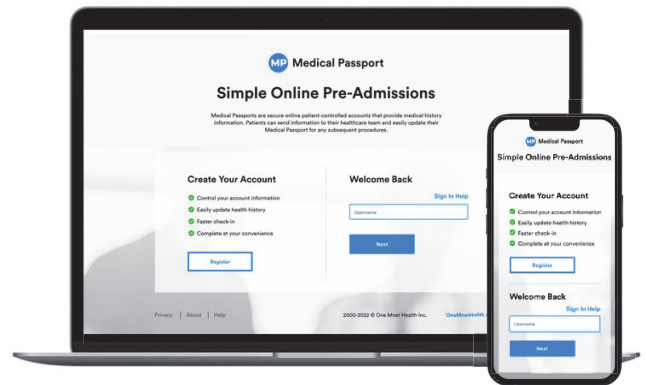 MP Medical Passport
Simple Online Pre-Admissions
Medical Passports are secure online patient-controlled accounts that provide medical history
information. Patients can send information to their healthcare team and easily update their
Medical Passport for any subsequent procedures.
Create Your Account
Control your account information
Easily update health history
Faster check-in
Complete at your convenience
Register
Welcome Back
Sign In Help
Username
Next
Privacy | About | Help
2000-2022 © One Moet Health Inc.
MP Medical Passport
Simple Online Pre-Admissions
Create Your Account
Control your account information
Easily update health history
Faster check-in
Complete at your convenience
Register
Welcome Back
Sign In Help
Username
Next